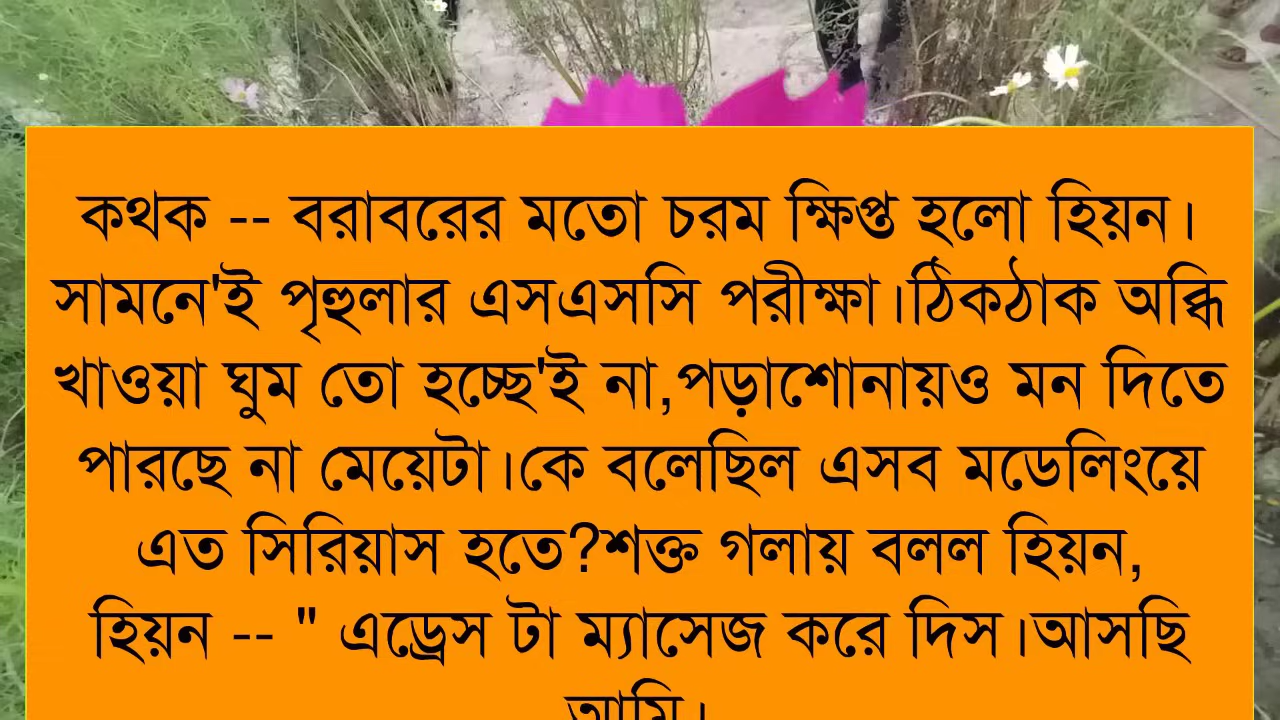 কথক -- বরাবরের মতো চরম ক্ষিপ্ত হলো হিয়ন।
সামনে'ই পৃহুলার এসএসসি পরীক্ষা।ঠিকঠাক অব্ধি
খাওয়া ঘুম তো হচ্ছে'ই না,পড়াশোনায়ও মন দিতে
পারছে না মেয়েটা।কে বলেছিল এসব মডেলিংয়ে
এত সিরিয়াস হতে?শক্ত গলায় বলল হিয়ন,
হিয়ন -- " এড্রেস টা ম্যাসেজ করে দিস।আসছি
আমি।